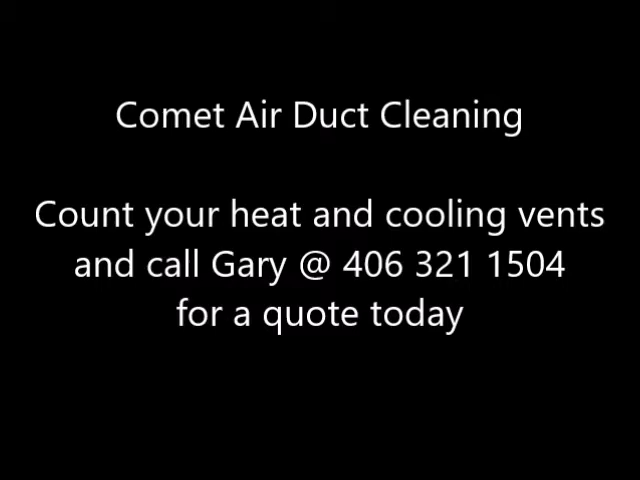 Comet Air Duct Cleaning
Count your heat and cooling vents
and call Gary @ 406 321 1504
for a quote today